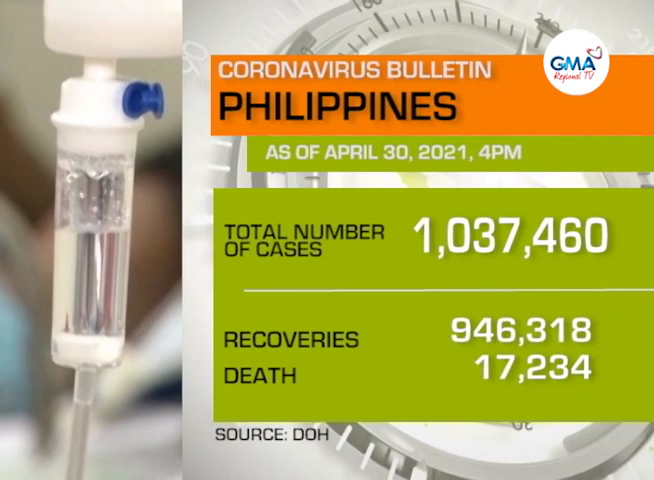 GMA
Regional TV
CORONAVIRUS BULLETIN
PHILIPPINES
AS OF APRIL 30, 2021, 4PM
TOTAL NUMBER
OF CASES
1,037,460
RECOVERIES 946,318
DEATH 17,234
SOURCE: DOH